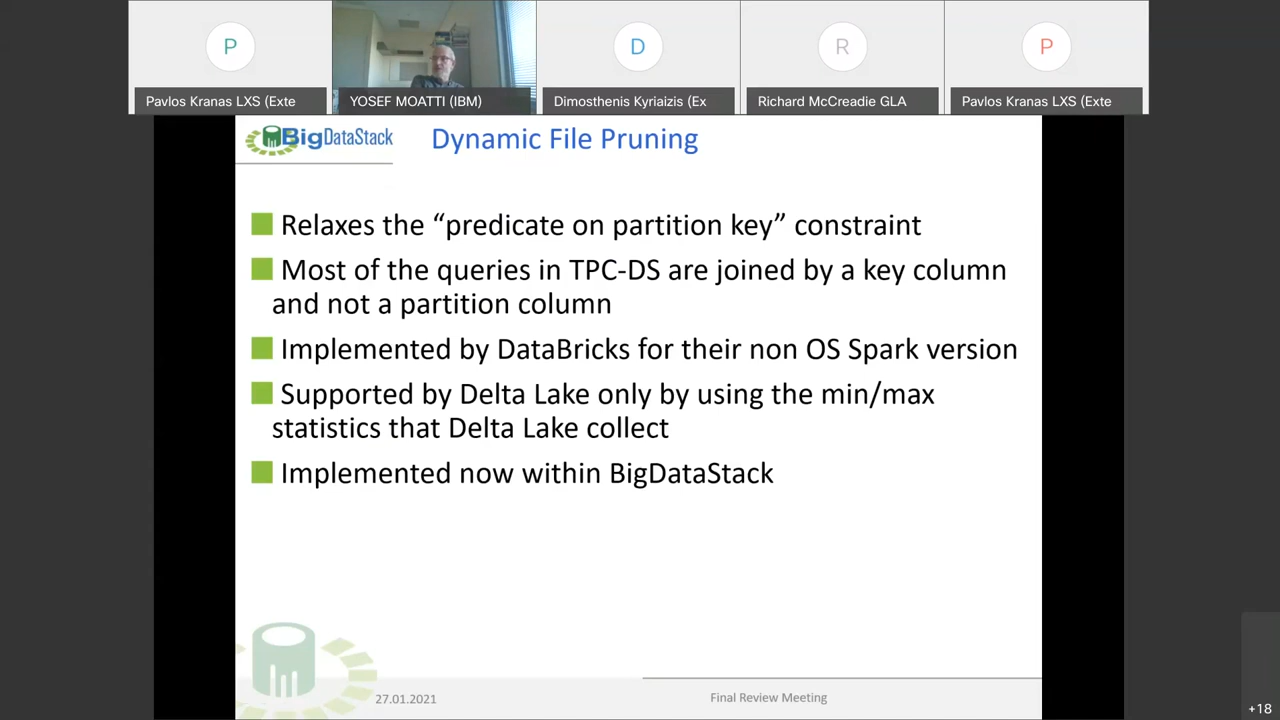 P
D
R
P
Pavlos Kranas LXS (Exte
YOSEF MOATTI (IBM)
Dimosthenis Kyriaizis (Ex
Richard McCreadie GLA
Pavlos Kranas LXS (Exte
BigDataStack
Dynamic File Pruning
Relaxes the “predicate on partition key” constraint
Most of the queries in TPC-DS are joined by a key column
and not a partition column
Implemented by DataBricks for their non OS Spark version
Supported by Delta Lake only by using the min/max
statistics that Delta Lake collect
Implemented now within BigDataStack
27.01.2021
Final Review Meeting
+18